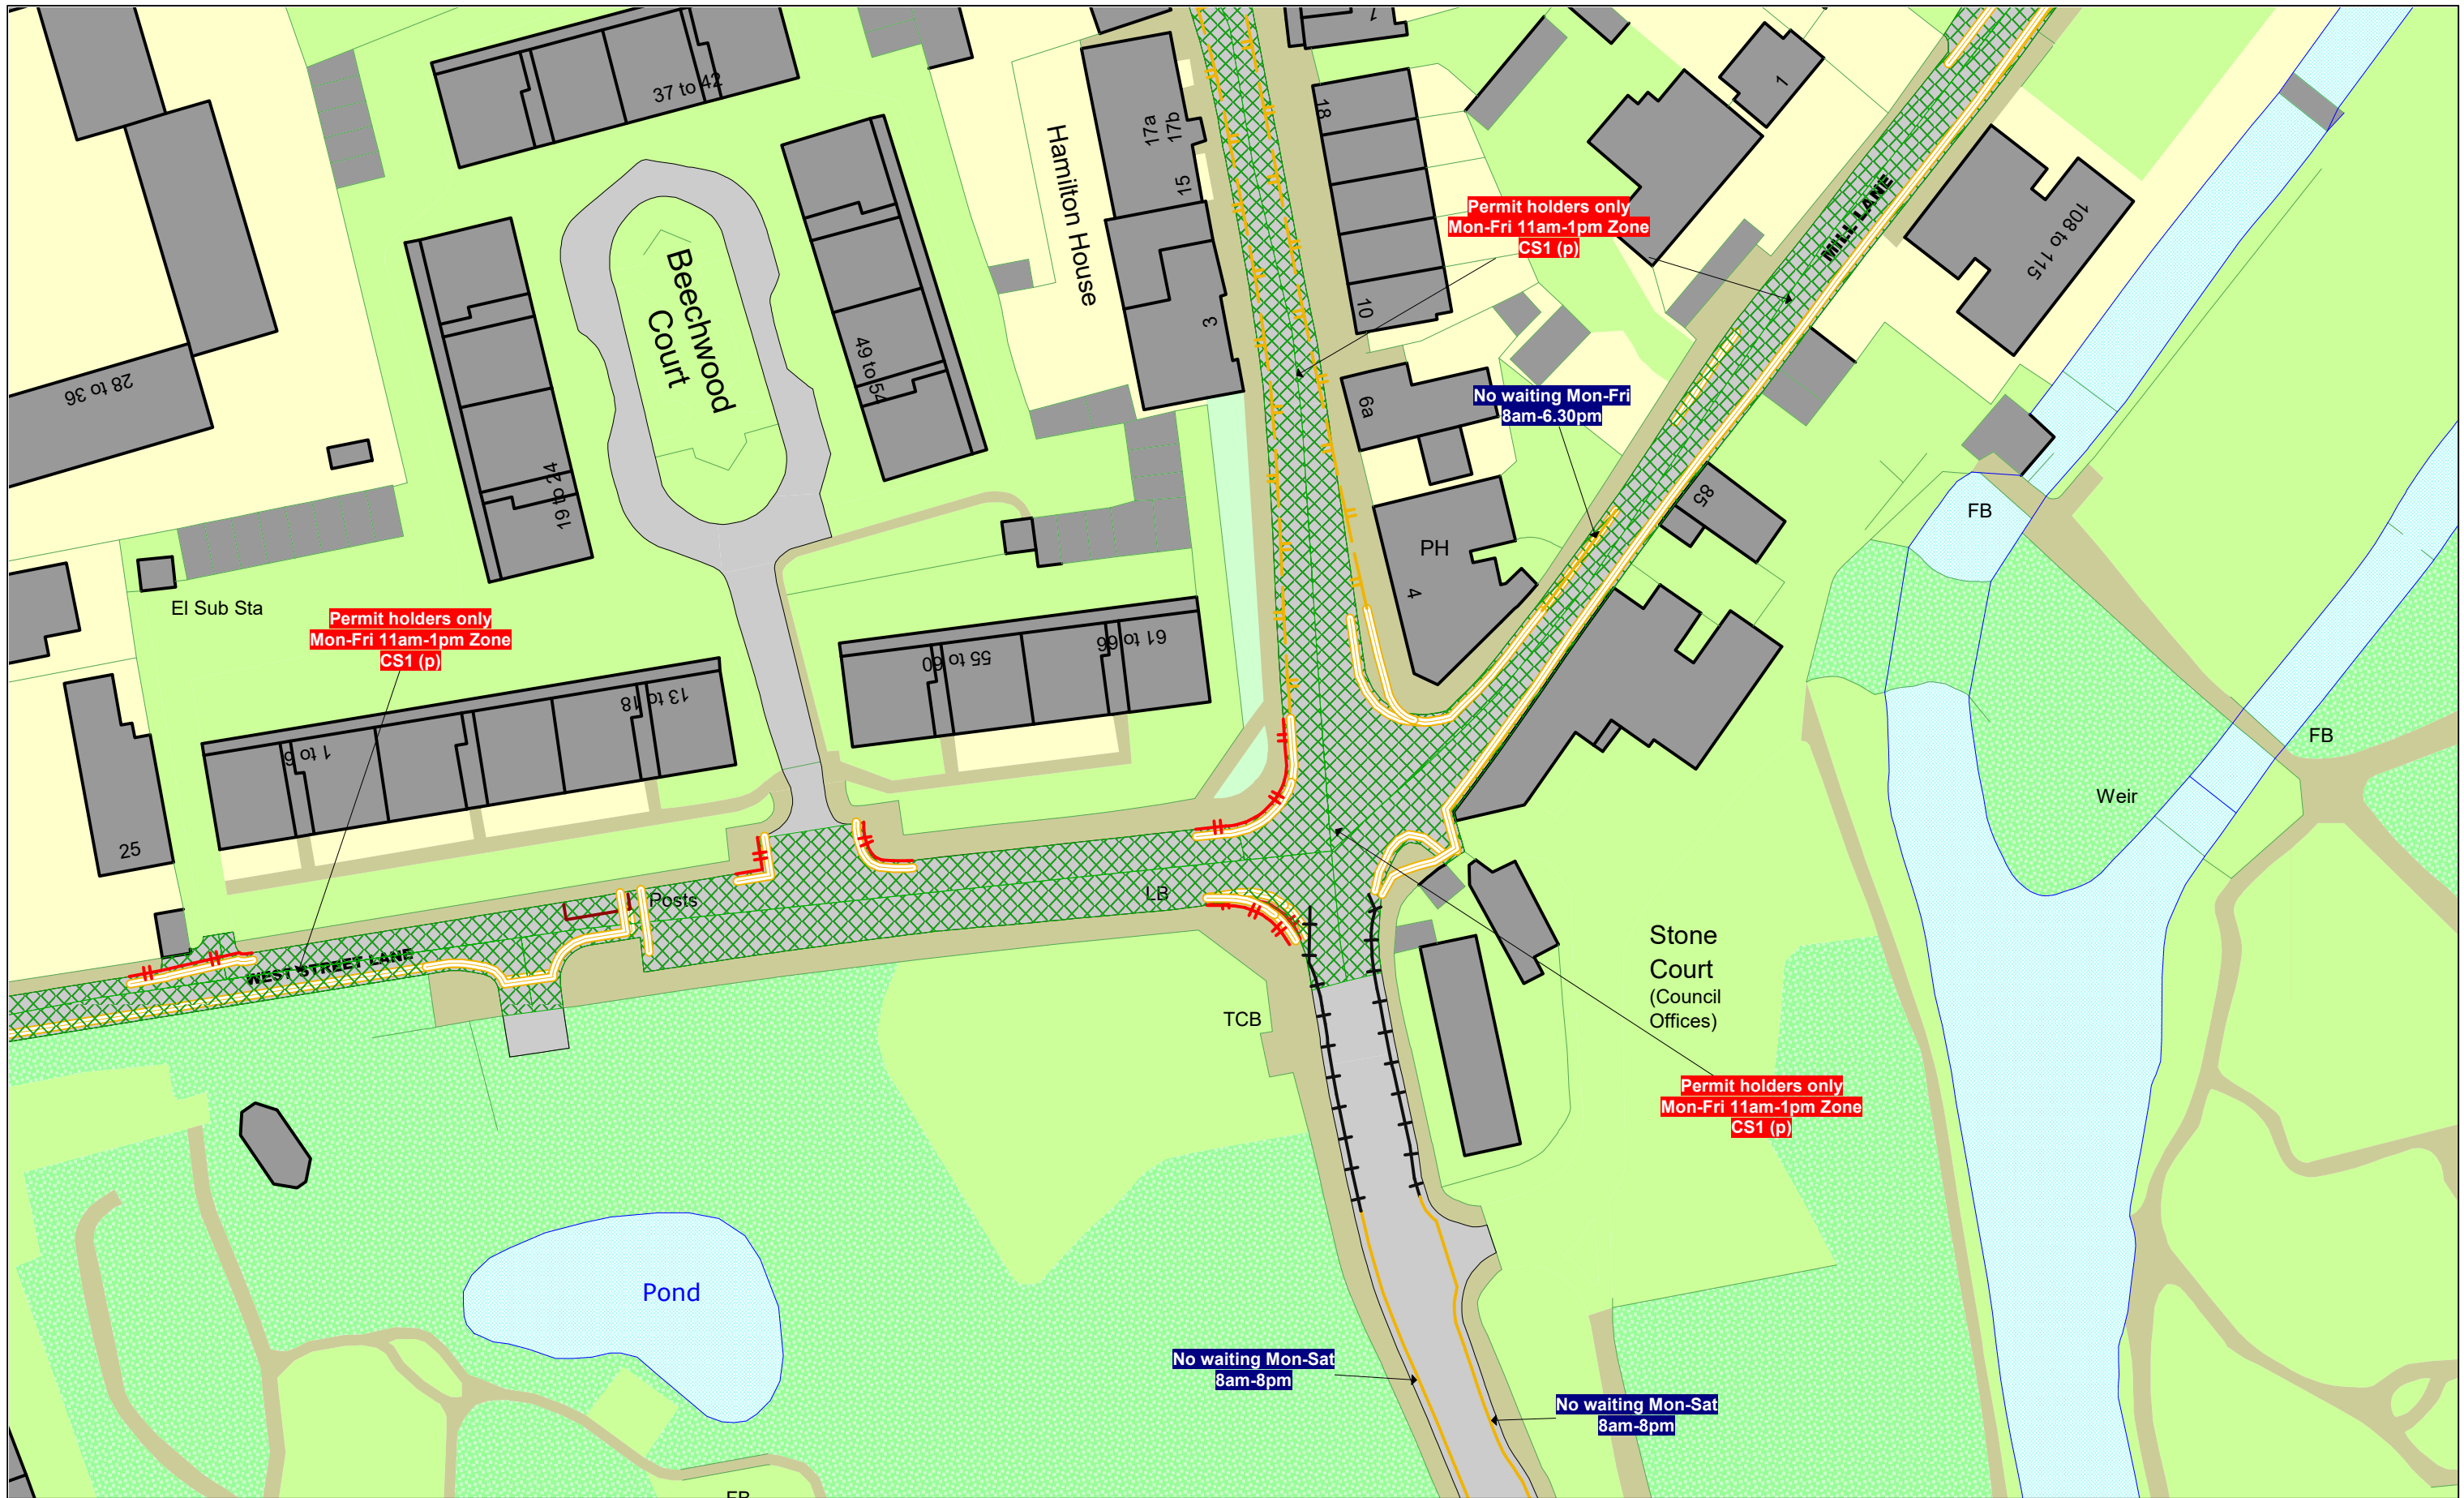 37 to 42
17a
17b
15
Hamilton House
3
18
10
7
1
MILL LANE
108 to 115
Permit holders only
Mon-Fri 11am-1pm Zone
CS1 (p)
Beechwood
Court
49 to 54
28 to 36
19 to 24
6a
No waiting Mon-Fri
8am-6.30pm
85
PH
4
FB
El Sub Sta
Permit holders only
Mon-Fri 11am-1pm Zone
CS1 (p)
55 to 60
61 to 66
13 to 18
1 to 6
25
FB
Weir
Posts
LB
WEST STREET LANE
Stone
Court
(Council
Offices)
TCB
Permit holders only
Mon-Fri 11am-1pm Zone
CS1 (p)
Pond
No waiting Mon-Sat
8am-8pm
No waiting Mon-Sat
8am-8pm
FB